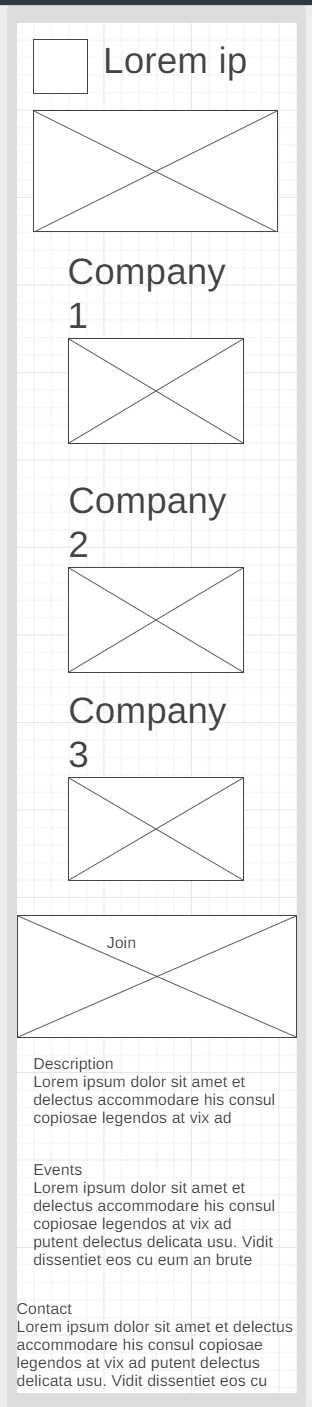 Lorem ip
Company
1
Company
2
Company
3
Join
Description
Lorem ipsum dolor sit amet et
delectus accommodare his consul
copiosae legendos at vix ad
Events
Lorem ipsum dolor sit amet et
delectus accommodare his consul
copiosae legendos at vix ad
putent delectus delicata usu. Vidit
dissentiet eos cu eum an brute
Contact
Lorem ipsum dolor sit amet et delectus
accommodare his consul copiosae
legendos at vix ad putent delectus
delicata usu. Vidit dissentiet eos cu